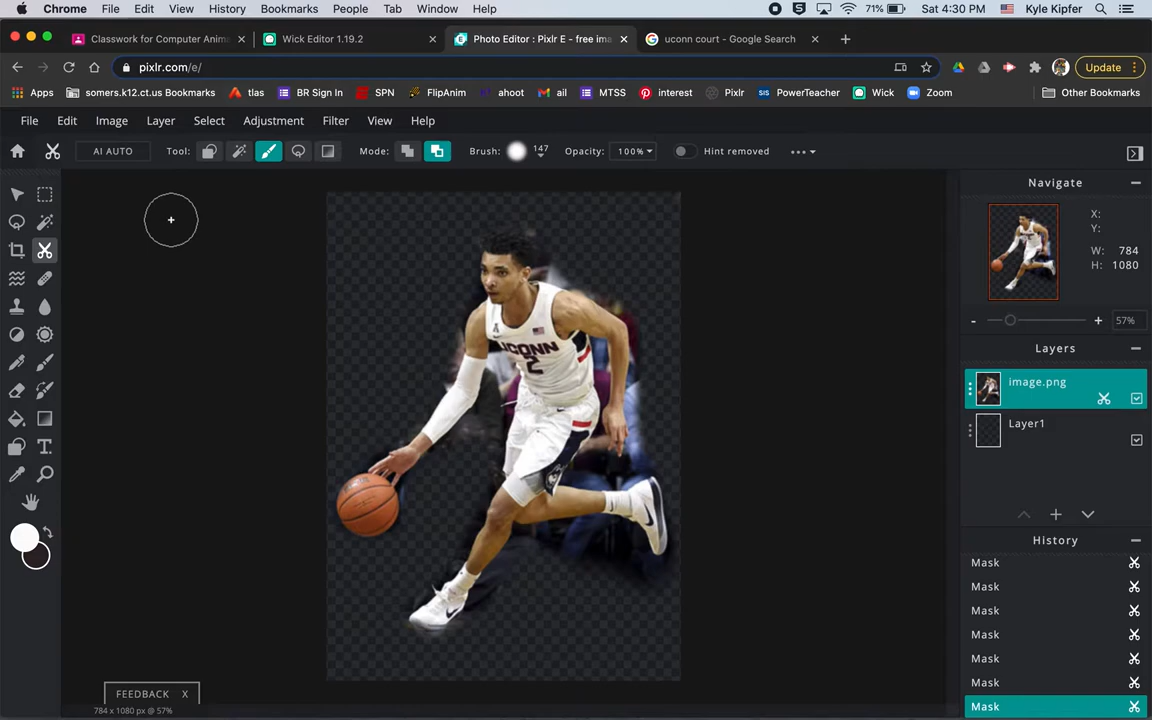 Chrome File Edit View History Bookmarks People Tab Window Help 71% Sat 4:30 PM Kyle Kipfer
Classwork for Computer Anim
Wick Editor 1.19.2
Photo Editor : Pixlr E - free ima
uconn court - Google Search
pixlr.com/e/
Update
Apps somers.k12.ct.us Bookmarks tlas BR Sign In SPN FlipAnim ahoot ail MTSS interest Pixlr PowerTeacher Wick Zoom Other Bookmarks
File Edit Image Layer Select Adjustment Filter View Help
AI AUTO Tool: Mode: Brush: 147 Opacity: 100% Hint removed
Navigate
X:
Y:
W: 784
H: 1080
57%
Layers
image.png
Layer1
History
Mask
Mask
Mask
Mask
Mask
Mask
Mask
UCONN
2
FEEDBACK X
784 x 1080 px @ 57%